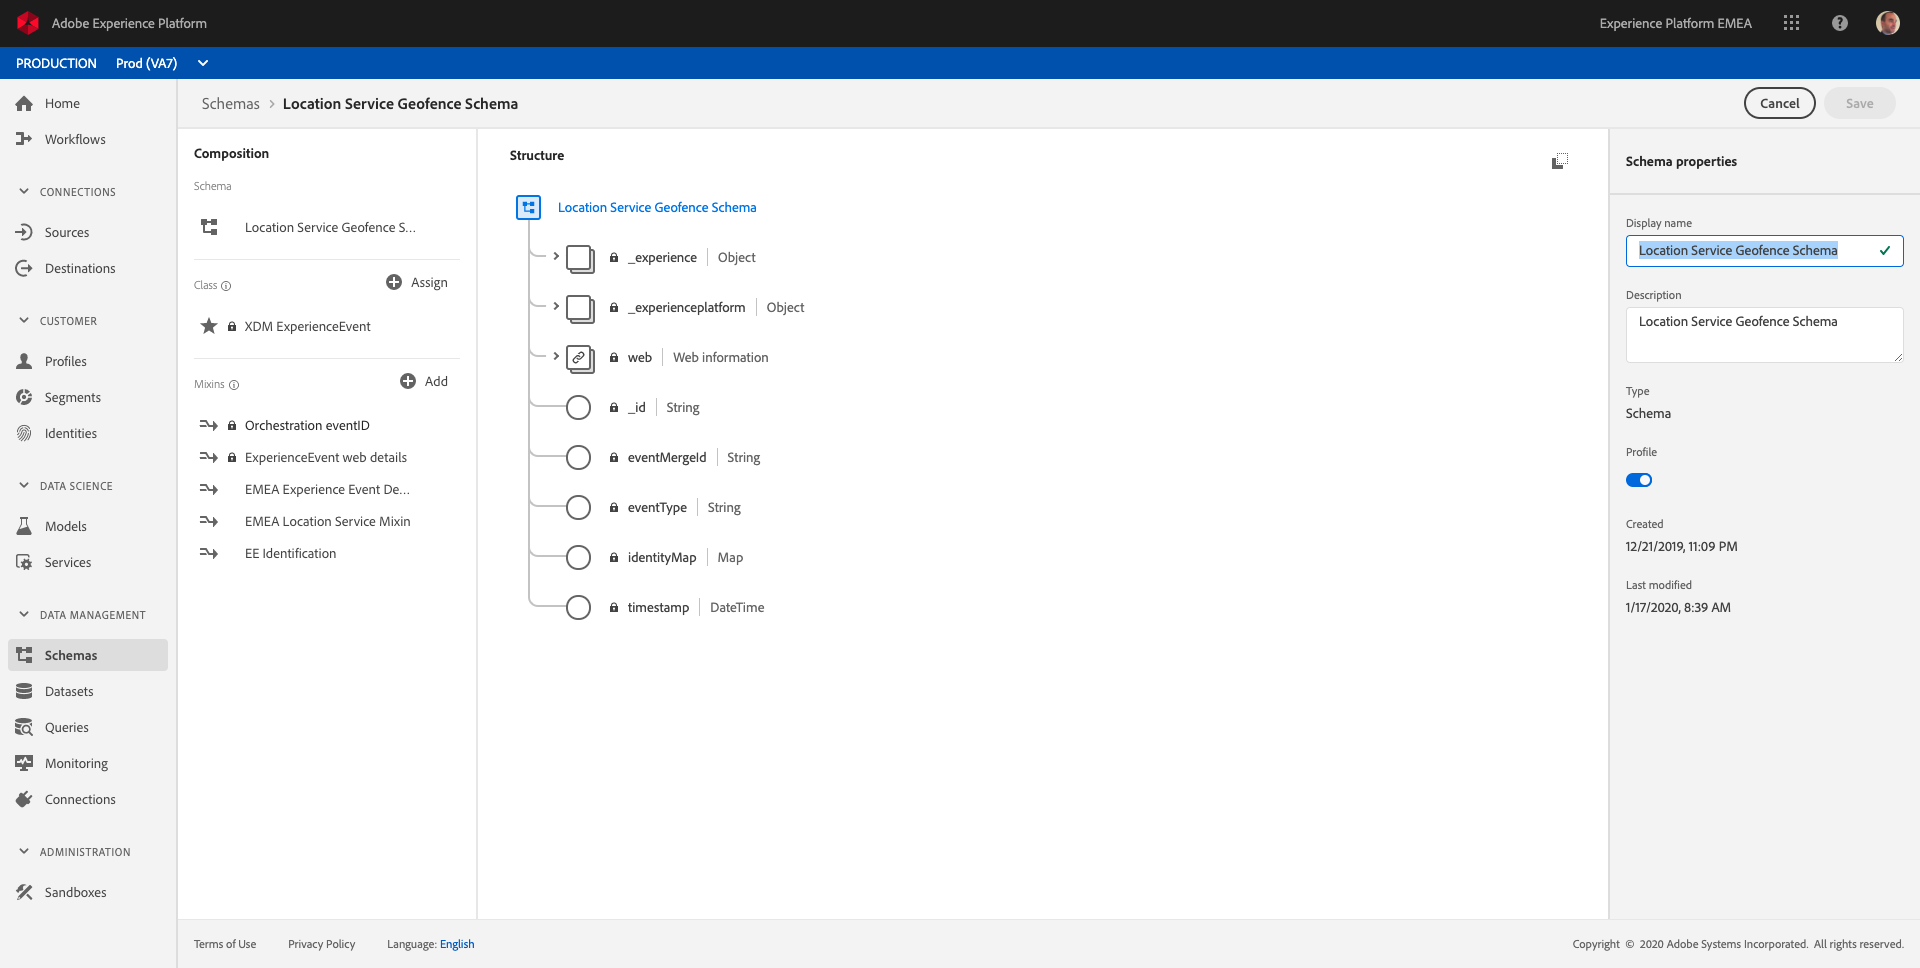 Adobe Experience Platform
Experience Platform EMEA
PRODUCTION Prod (VA7)
Home
Workflows
CONNECTIONS
Sources
Destinations
CUSTOMER
Profiles
Segments
Identities
DATA SCIENCE
Models
Services
DATA MANAGEMENT
Schemas
Datasets
Queries
Monitoring
Connections
ADMINISTRATION
Sandboxes
Schemas > Location Service Geofence Schema
Cancel
Save
Composition
Schema
Location Service Geofence S...
Class
Assign
XDM ExperienceEvent
Mixins
Add
Orchestration eventID
ExperienceEvent web details
EMEA Experience Event De...
EMEA Location Service Mixin
EE Identification
Structure
Location Service Geofence Schema
_experience | Object
_experienceplatform | Object
web | Web information
_id | String
eventMergeId | String
eventType | String
identityMap | Map
timestamp | DateTime
Schema properties
Display name
Location Service Geofence Schema
Description
Location Service Geofence Schema
Type
Schema
Profile
Created
12/21/2019, 11:09 PM
Last modified
1/17/2020, 8:39 AM
Terms of Use Privacy Policy Language: English
Copyright © 2020 Adobe Systems Incorporated. All rights reserved.